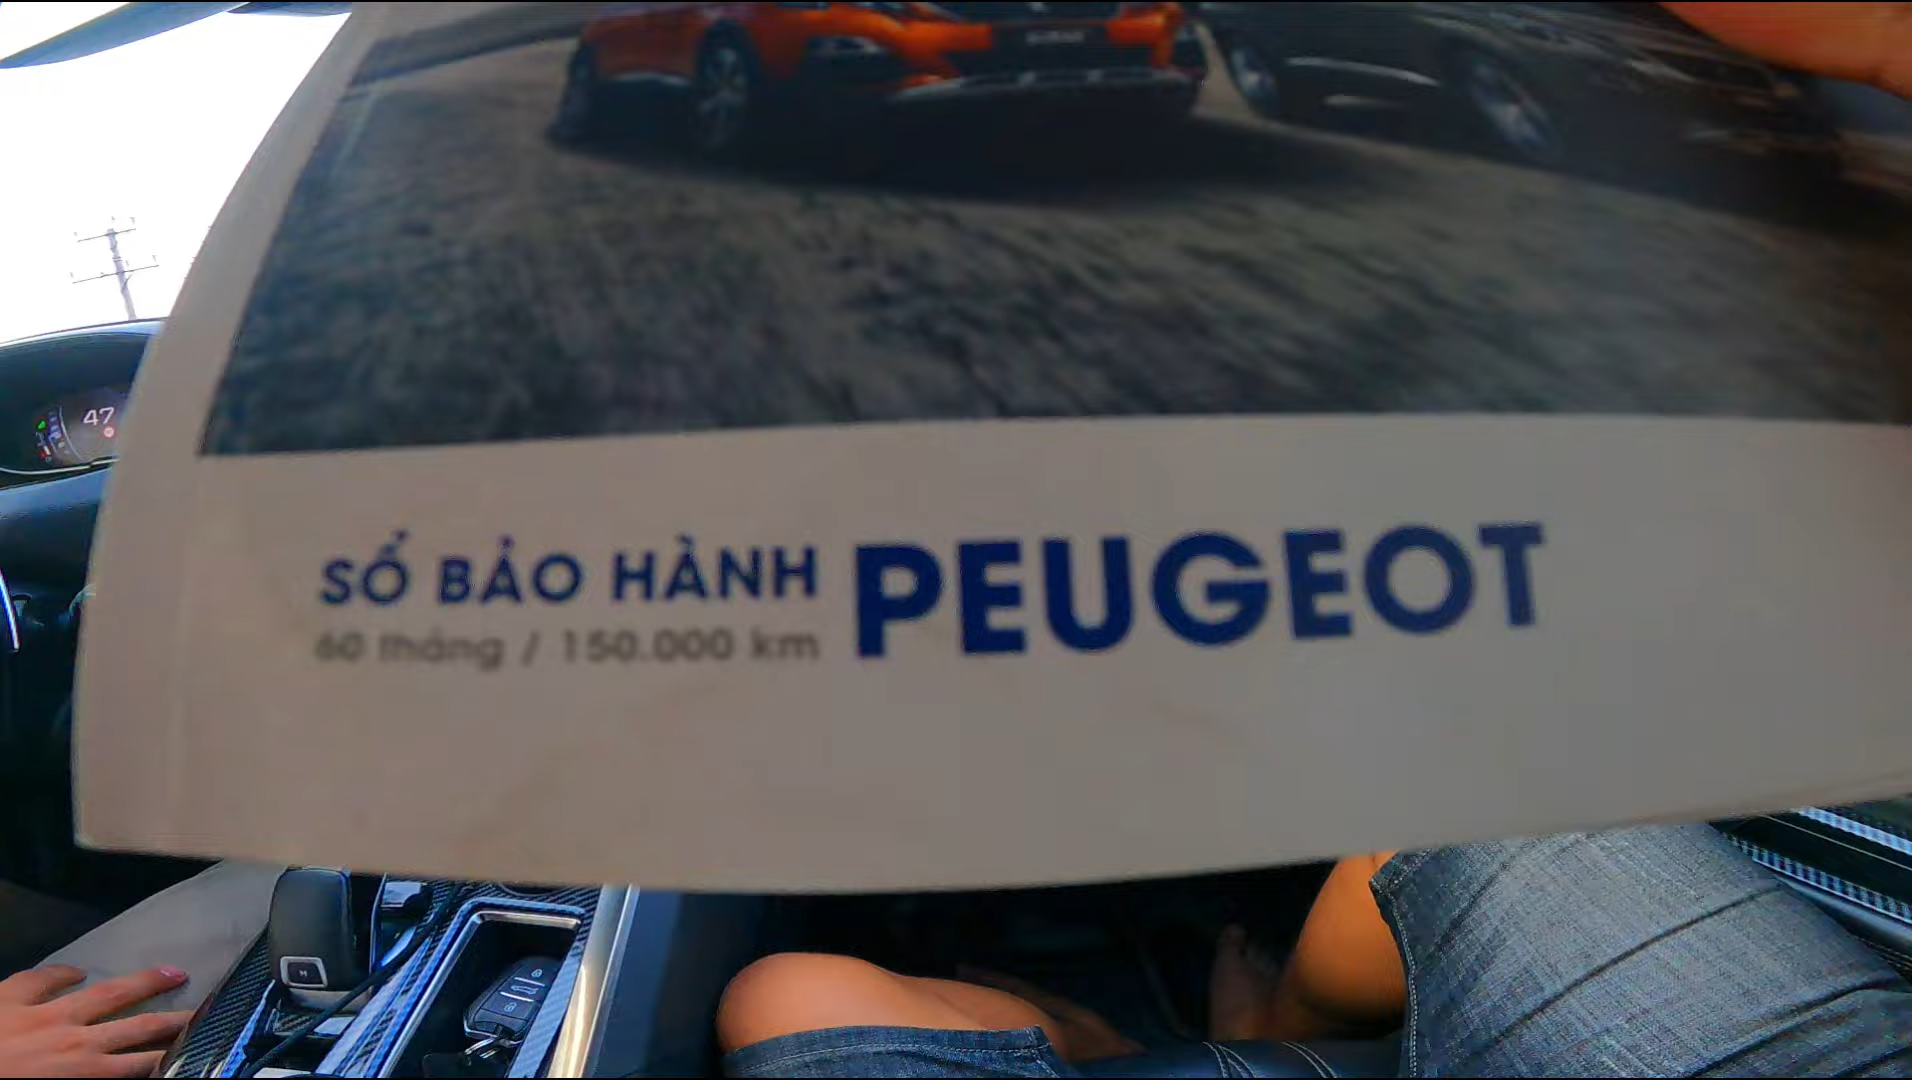 47
SỔ BẢO HÀNH PEUGEOT
60 tháng / 150.000 km
M